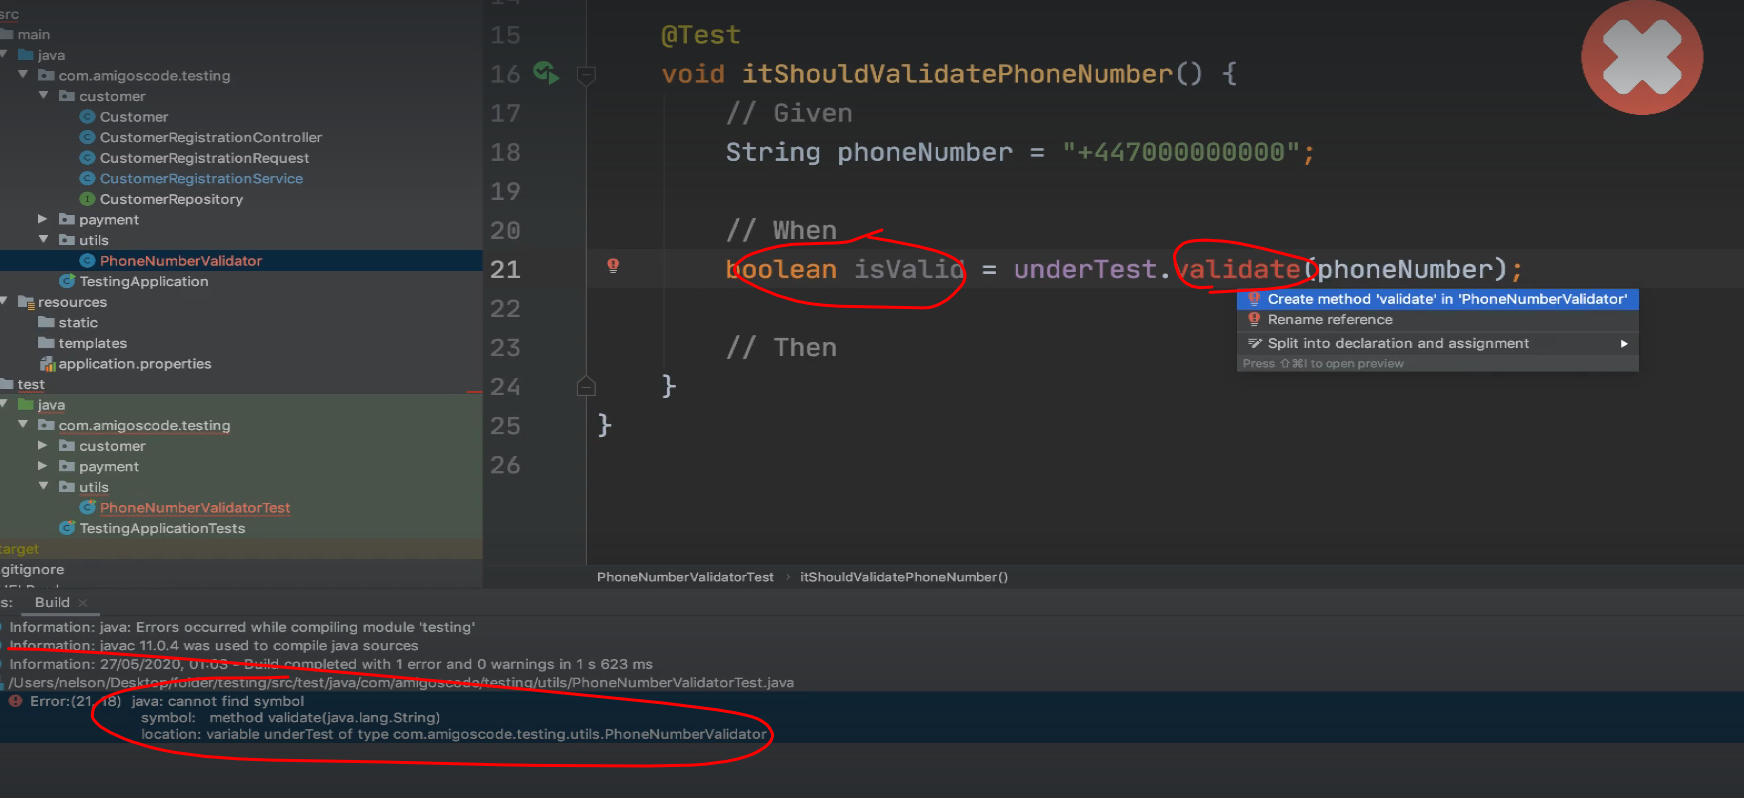 src
main
java
com.amigoscode.testing
customer
Customer
CustomerRegistrationController
CustomerRegistrationRequest
CustomerRegistrationService
CustomerRepository
payment
utils
PhoneNumberValidator
TestingApplication
resources
static
templates
application.properties
test
java
com.amigoscode.testing
customer
payment
utils
PhoneNumberValidatorTest
TestingApplicationTests
target
gitignore
15 @Test
16 void itShouldValidatePhoneNumber() {
17 // Given
18 String phoneNumber = "+447000000000";
19
20 // When
21 boolean isValid = underTest.validate(phoneNumber);
22
23 // Then
24 }
25 }
26
Create method 'validate' in 'PhoneNumberValidator'
Rename reference
Split into declaration and assignment
Press ⇧⌘I to open preview
PhoneNumberValidatorTest › itShouldValidatePhoneNumber()
s: Build ×
Information: java: Errors occurred while compiling module 'testing'
Information: javac 11.0.4 was used to compile java sources
Information: 27/05/2020, 01:03 - Build completed with 1 error and 0 warnings in 1 s 623 ms
/Users/nelson/Desktop/folder/testing/src/test/java/com/amigoscode/testing/utils/PhoneNumberValidatorTest.java
Error:(21, 18) java: cannot find symbol
symbol: method validate(java.lang.String)
location: variable underTest of type com.amigoscode.testing.utils.PhoneNumberValidator